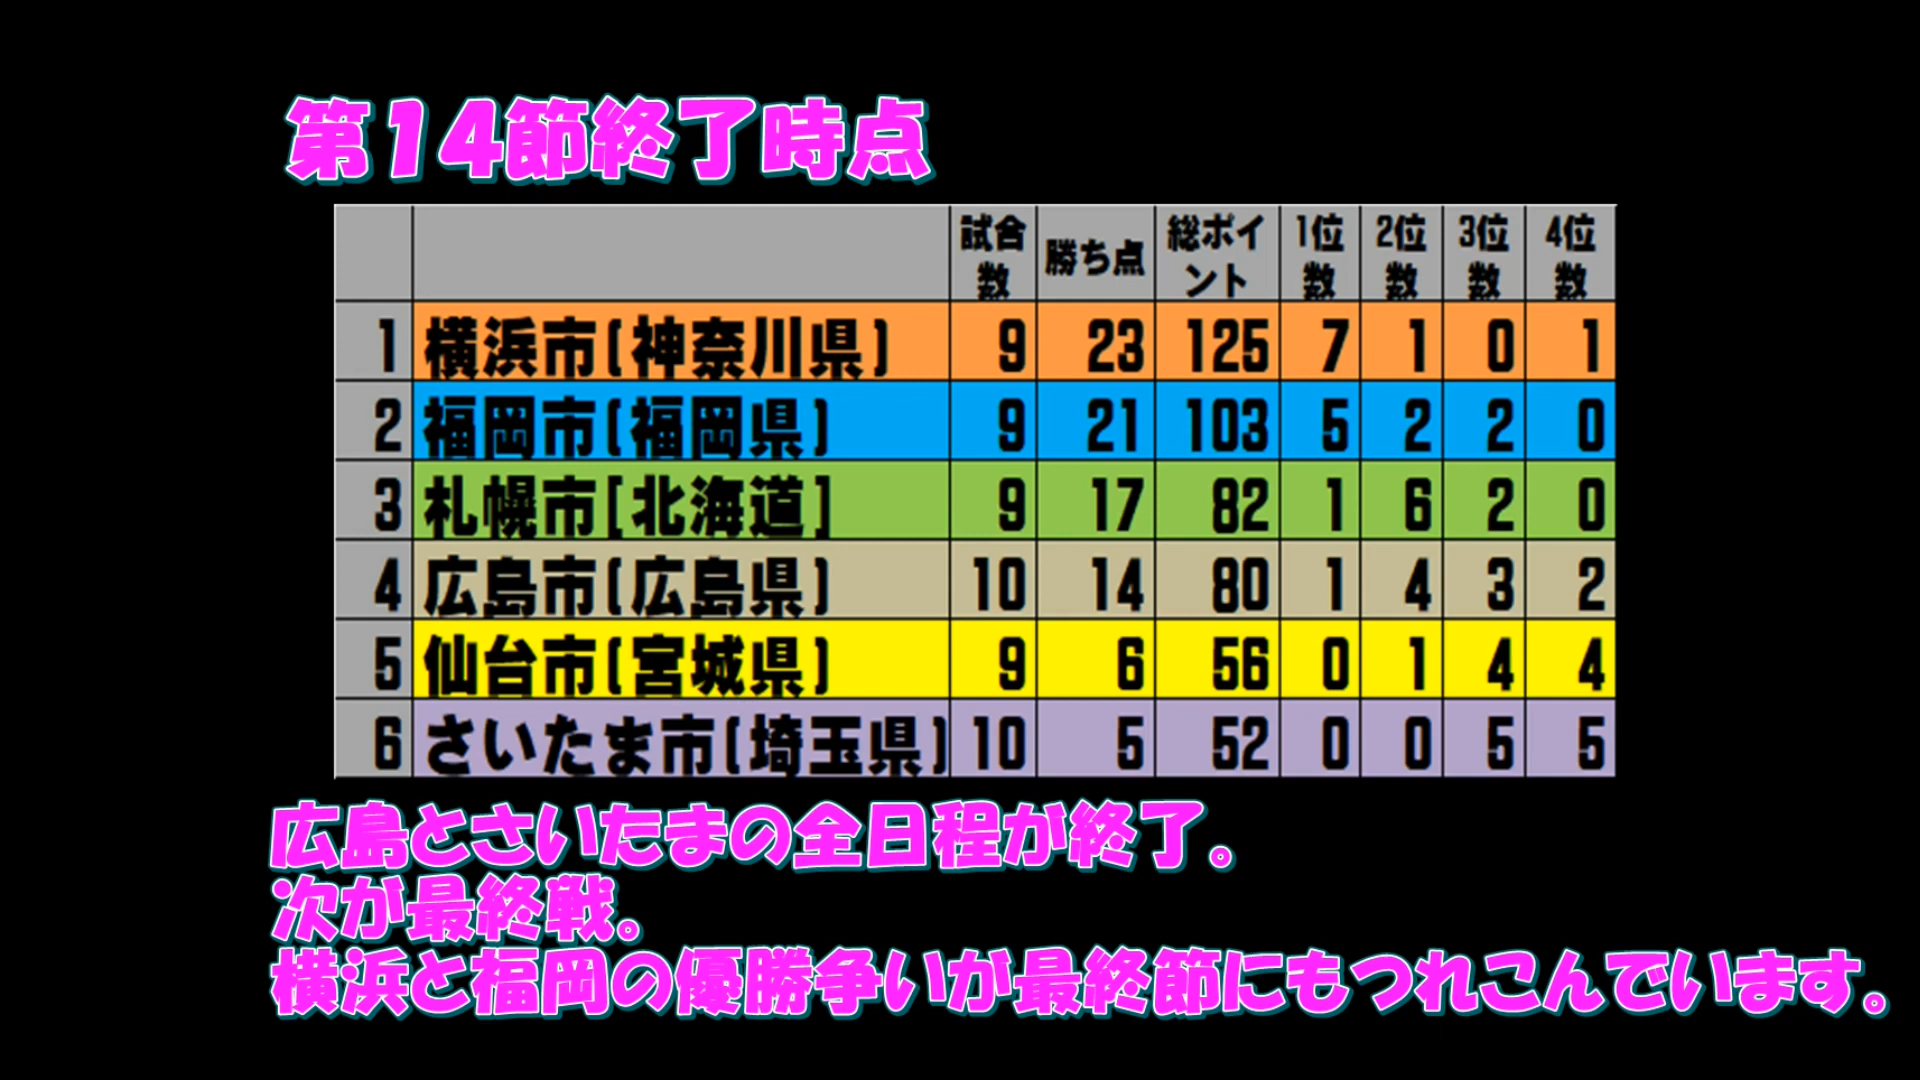 第14節終了時点
試合数 勝ち点 総ポイント 1位数 2位数 3位数 4位数
1 横浜市(神奈川県) 9 23 125 7 1 0 1
2 福岡市(福岡県) 9 21 103 5 2 2 0
3 札幌市[北海道] 9 17 82 1 6 2 0
4 広島市(広島県) 10 14 80 1 4 3 2
5 仙台市(宮城県) 9 6 56 0 1 4 4
6 さいたま市(埼玉県) 10 5 52 0 0 5 5
広島とさいたまの全日程が終了。
次が最終戦。
横浜と福岡の優勝争いが最終節にもつれこんでいます。